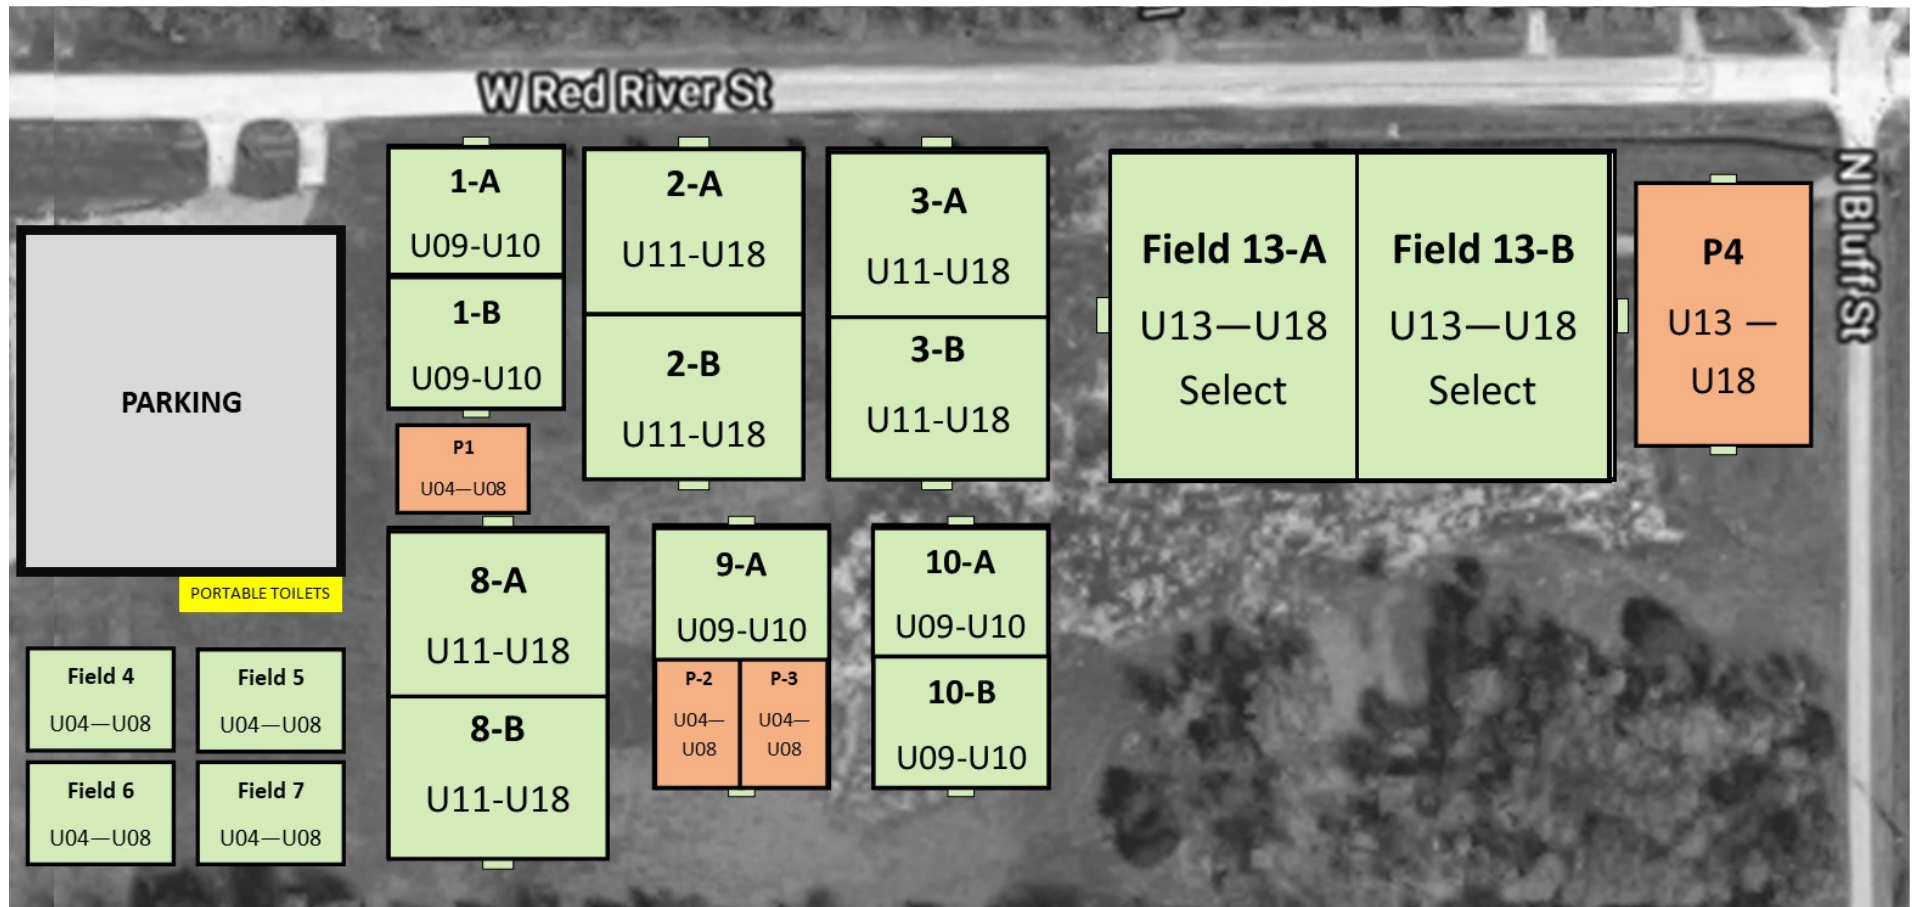 W Red River St
N Bluff St
1-A
U09-U10
1-B
U09-U10
2-A
U11-U18
2-B
U11-U18
3-A
U11-U18
3-B
U11-U18
Field 13-A
U13—U18
Select
Field 13-B
U13—U18
Select
P4
U13 —
U18
PARKING
P1
U04—U08
PORTABLE TOILETS
Field 4
U04—U08
Field 5
U04—U08
Field 6
U04—U08
Field 7
U04—U08
8-A
U11-U18
8-B
U11-U18
9-A
U09-U10
P-2
U04—
U08
P-3
U04—
U08
10-A
U09-U10
10-B
U09-U10